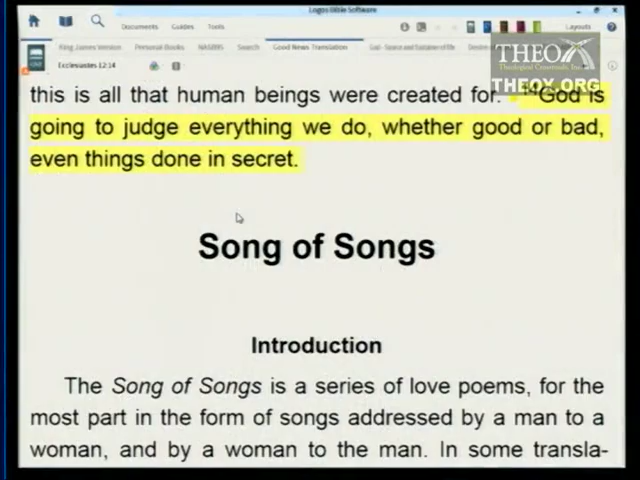 Logos Bible Software
Documents Guides Tools
Layouts
King James Version Personal Books NASB95 Search Good News Translation
Ecclesiastes 12:14
THEOX
THEOX.ORG
this is all that human beings were created for. 14God is
going to judge everything we do, whether good or bad,
even things done in secret.
Song of Songs
Introduction
The Song of Songs is a series of love poems, for the
most part in the form of songs addressed by a man to a
woman, and by a woman to the man. In some transla-